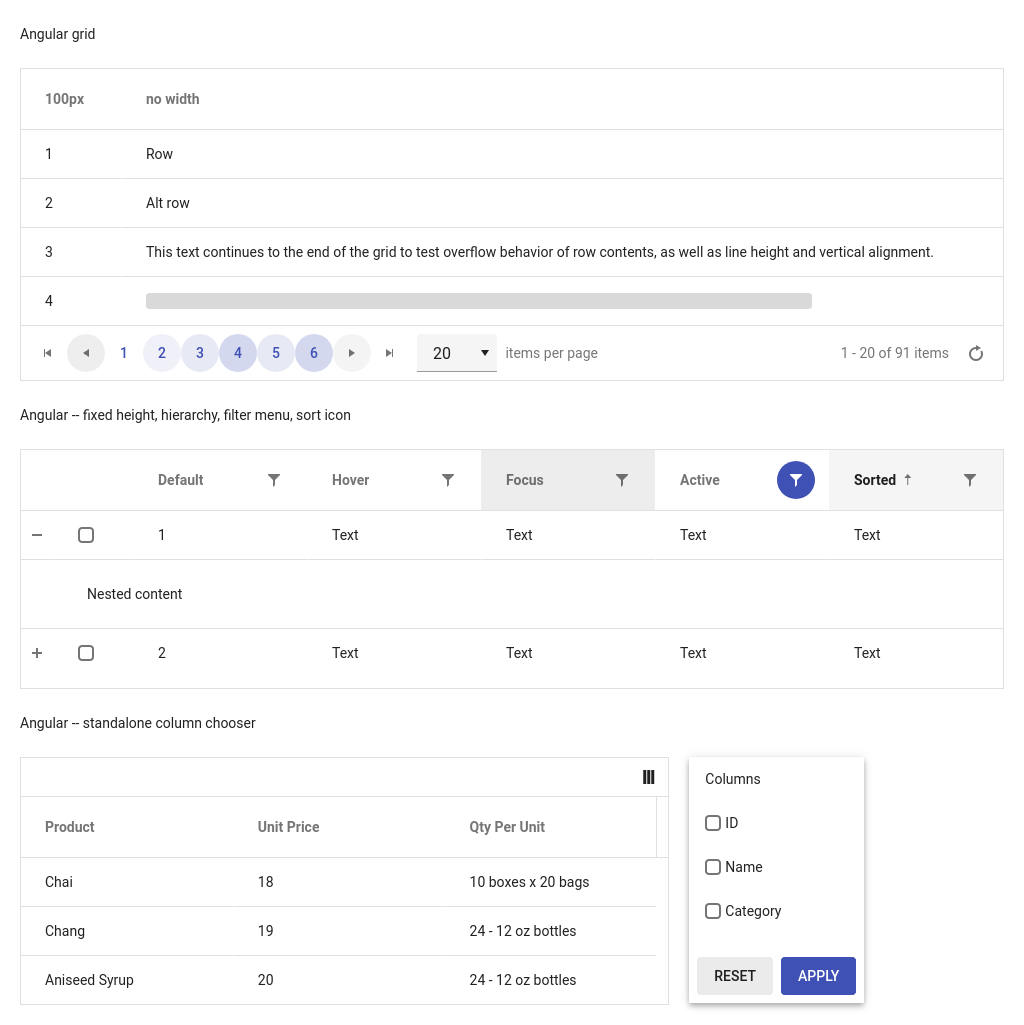 Angular grid
100px no width
1 Row
2 Alt row
3 This text continues to the end of the grid to test overflow behavior of row contents, as well as line height and vertical alignment.
4
1 2 3 4 5 6 20 items per page 1 - 20 of 91 items
Angular -- fixed height, hierarchy, filter menu, sort icon
Default Hover Focus Active Sorted
1 Text Text Text Text
Nested content
2 Text Text Text Text
Angular -- standalone column chooser
Product Unit Price Qty Per Unit
Chai 18 10 boxes x 20 bags
Chang 19 24 - 12 oz bottles
Aniseed Syrup 20 24 - 12 oz bottles
Columns
ID
Name
Category
RESET APPLY